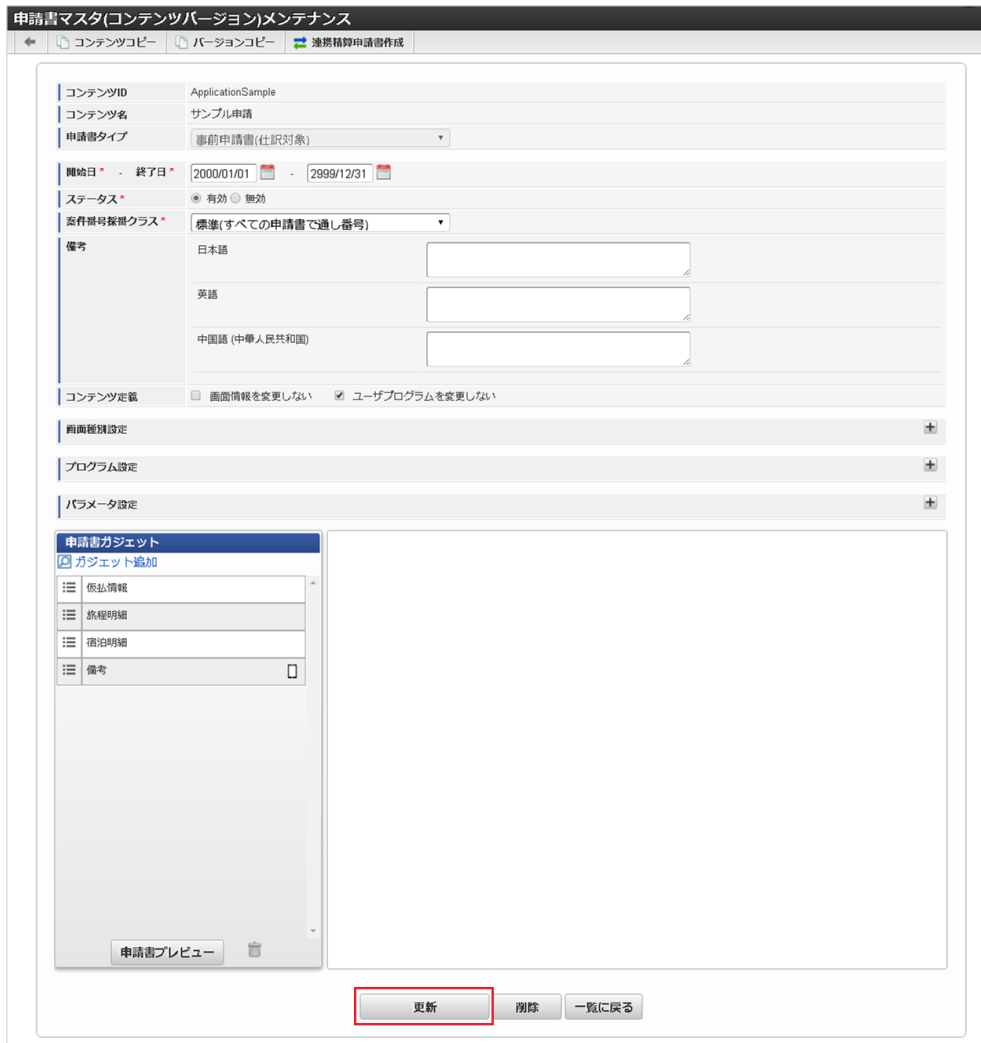 申請書マスタ(コンテンツバージョン)メンテナンス
コンテンツコピー バージョンコピー 連携精算申請書作成
コンテンツID ApplicationSample
コンテンツ名 サンプル申請
申請書タイプ 事前申請書(仕訳対象)
開始日* - 終了日* 2000/01/01 - 2999/12/31
ステータス* 有効 無効
案件番号採番クラス* 標準(すべての申請書で通し番号)
備考 日本語
英語
中国語 (中華人民共和国)
コンテンツ定義 画面情報を変更しない ユーザプログラムを変更しない
画面種別設定
プログラム設定
パラメータ設定
申請書ガジェット
ガジェット追加
仮払情報
旅程明細
宿泊明細
備考
申請書プレビュー
更新 削除 一覧に戻る